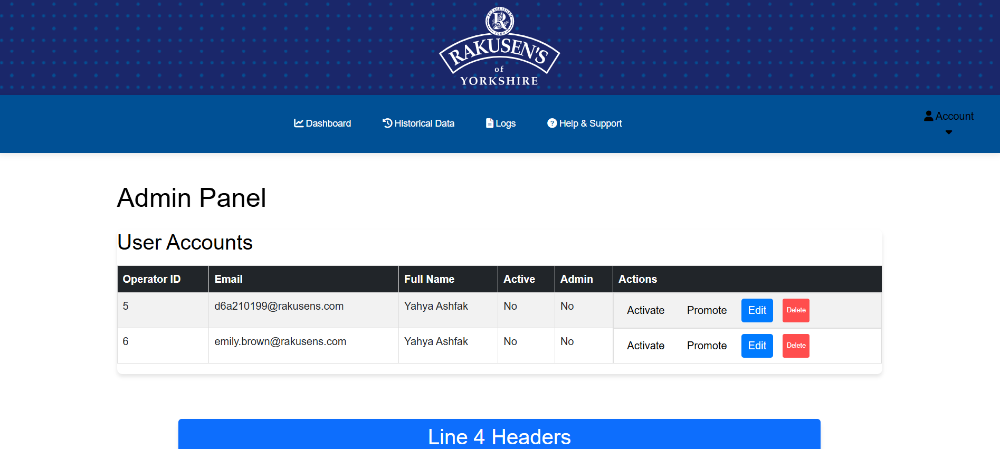 ESTABLISHED
R
1900
RAKUSEN'S
of
YORKSHIRE
Dashboard Historical Data Logs Help & Support Account
Admin Panel
User Accounts
Operator ID Email Full Name Active Admin Actions
5 d6a210199@rakusens.com Yahya Ashfak No No Activate Promote Edit Delete
6 emily.brown@rakusens.com Yahya Ashfak No No Activate Promote Edit Delete
Line 4 Headers